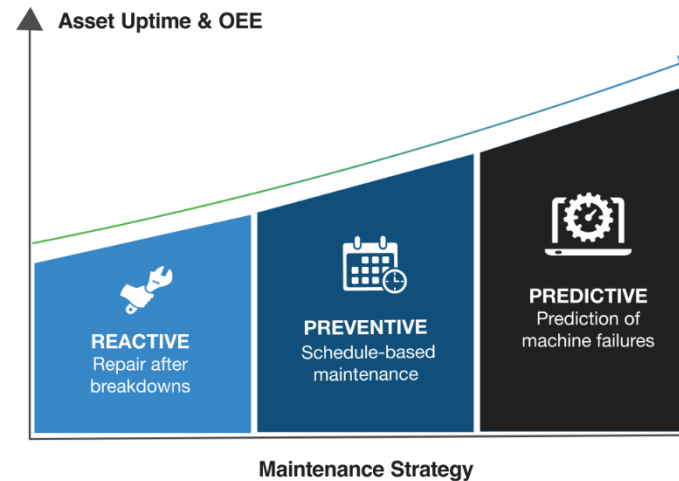 Asset Uptime & OEE
REACTIVE
Repair after
breakdowns
PREVENTIVE
Schedule-based
maintenance
PREDICTIVE
Prediction of
machine failures
Maintenance Strategy